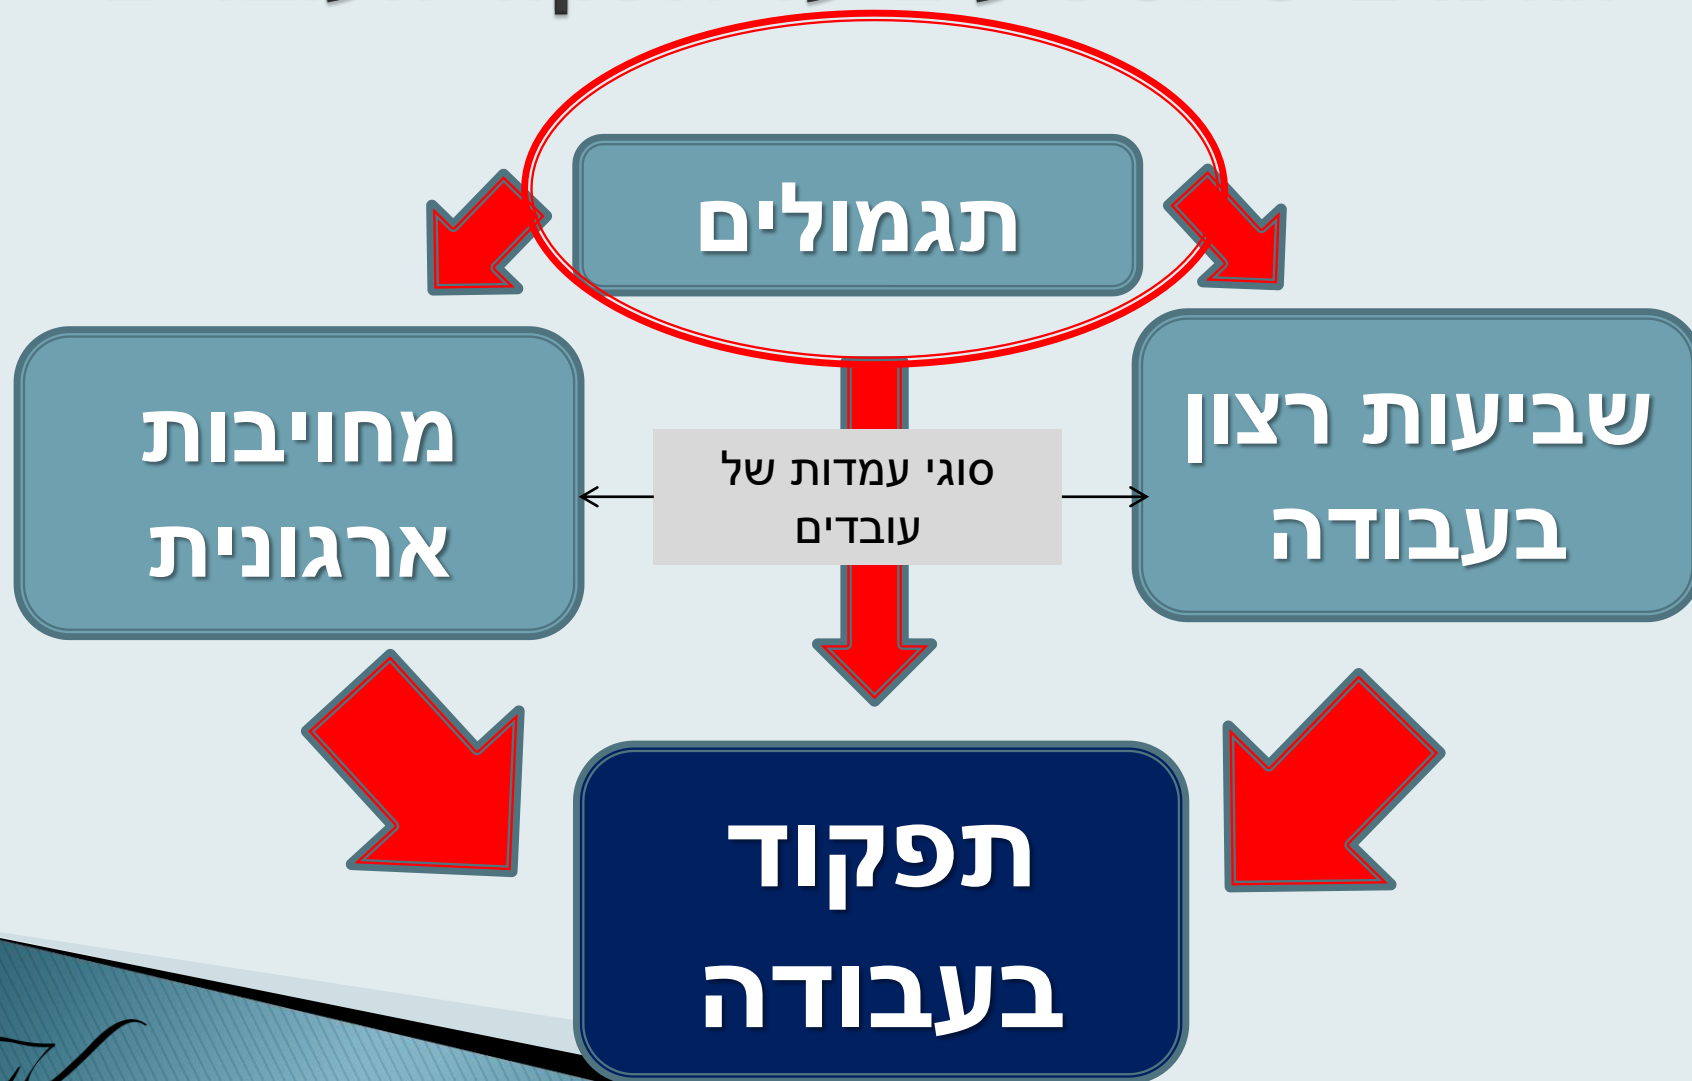 תגמולים
שביעות רצון
בעבודה
סוגי עמדות של
עובדים
מחויבות
ארגונית
תפקוד
בעבודה